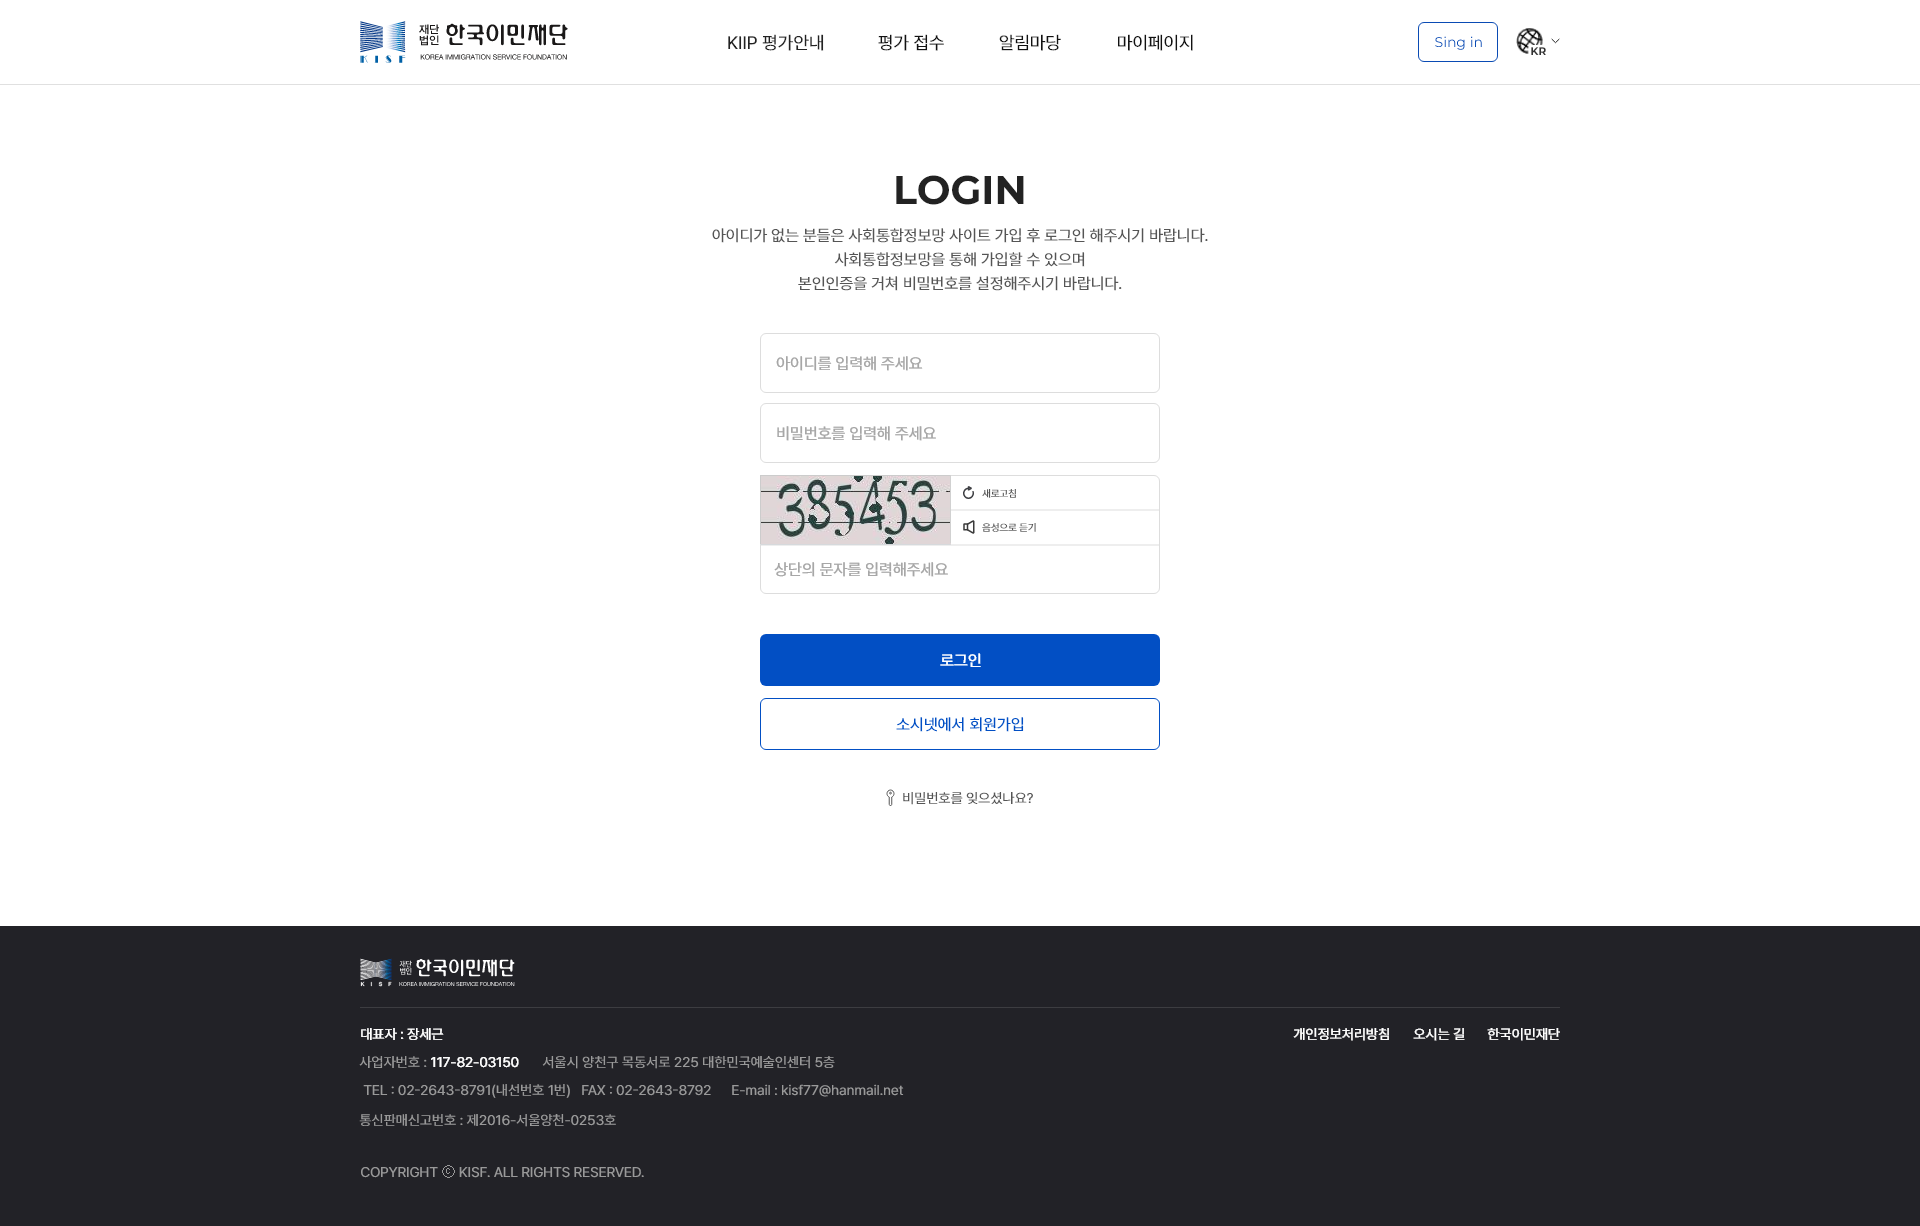 재단
법인 한국이민재단
KISF KOREA IMMIGRATION SERVICE FOUNDATION
KIIP 평가안내 평가 접수 알림마당 마이페이지
Sing in KR
LOGIN
아이디가 없는 분들은 사회통합정보망 사이트 가입 후 로그인 해주시기 바랍니다.
사회통합정보망을 통해 가입할 수 있으며
본인인증을 거쳐 비밀번호를 설정해주시기 바랍니다.
아이디를 입력해 주세요
비밀번호를 입력해 주세요
385453
새로고침
음성으로 듣기
상단의 문자를 입력해주세요
로그인
소시넷에서 회원가입
비밀번호를 잊으셨나요?
재단
법인 한국이민재단
KISF KOREA IMMIGRATION SERVICE FOUNDATION
대표자 : 장세근 개인정보처리방침 오시는 길 한국이민재단
사업자번호 : 117-82-03150 서울시 양천구 목동서로 225 대한민국예술인센터 5층
TEL : 02-2643-8791(내선번호 1번) FAX : 02-2643-8792 E-mail : kisf77@hanmail.net
통신판매신고번호 : 제2016-서울양천-0253호
COPYRIGHT ⓒ KISF. ALL RIGHTS RESERVED.